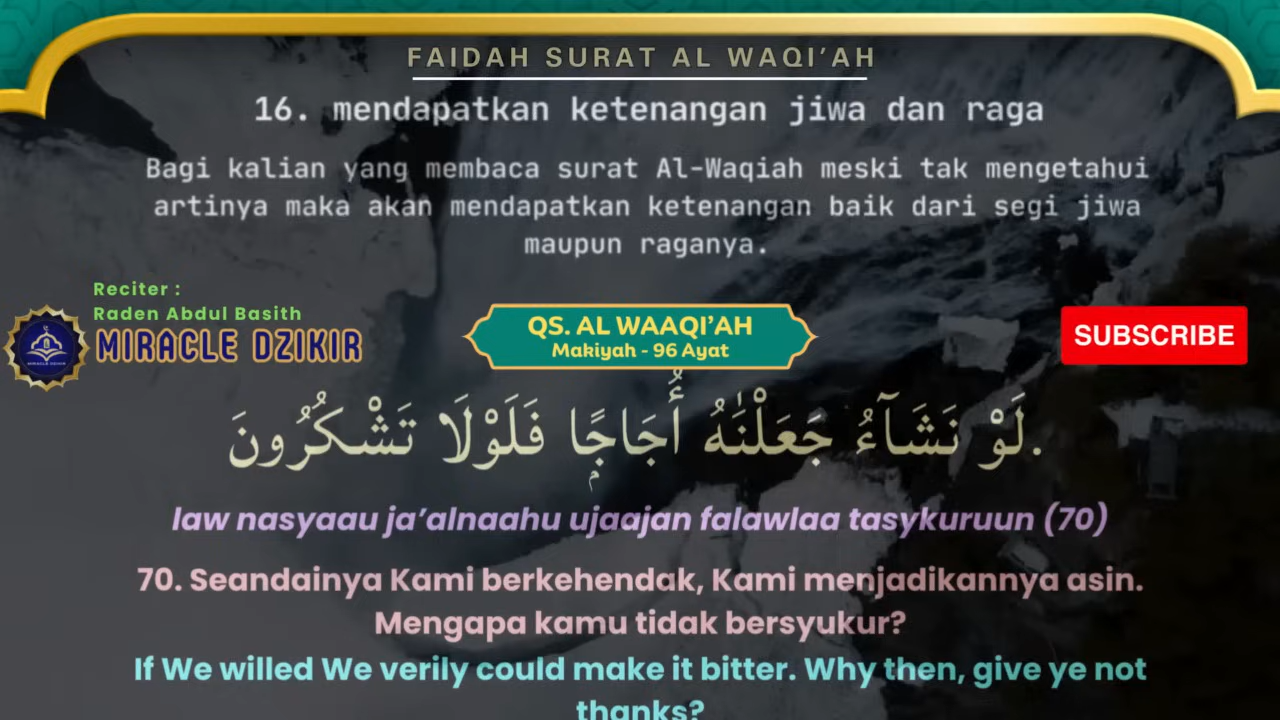 FAIDAH SURAT AL WAQI’AH
16. mendapatkan ketenangan jiwa dan raga
Bagi kalian yang membaca surat Al-Waqiah meski tak mengetahui
artinya maka akan mendapatkan ketenangan baik dari segi jiwa
maupun raganya.
Reciter :
Raden Abdul Basith
MIRACLE DZIKIR
QS. AL WAAQI’AH
Makiyah - 96 Ayat
SUBSCRIBE
لَوْ نَشَآءُ جَعَلْنَٰهُ أُجَاجًۭا فَلَوْلَا تَشْكُرُونَ.
law nasyaau ja’alnaahu ujaajan falawlaa tasykuruun (70)
70. Seandainya Kami berkehendak, Kami menjadikannya asin.
Mengapa kamu tidak bersyukur?
If We willed We verily could make it bitter. Why then, give ye not
thanks?